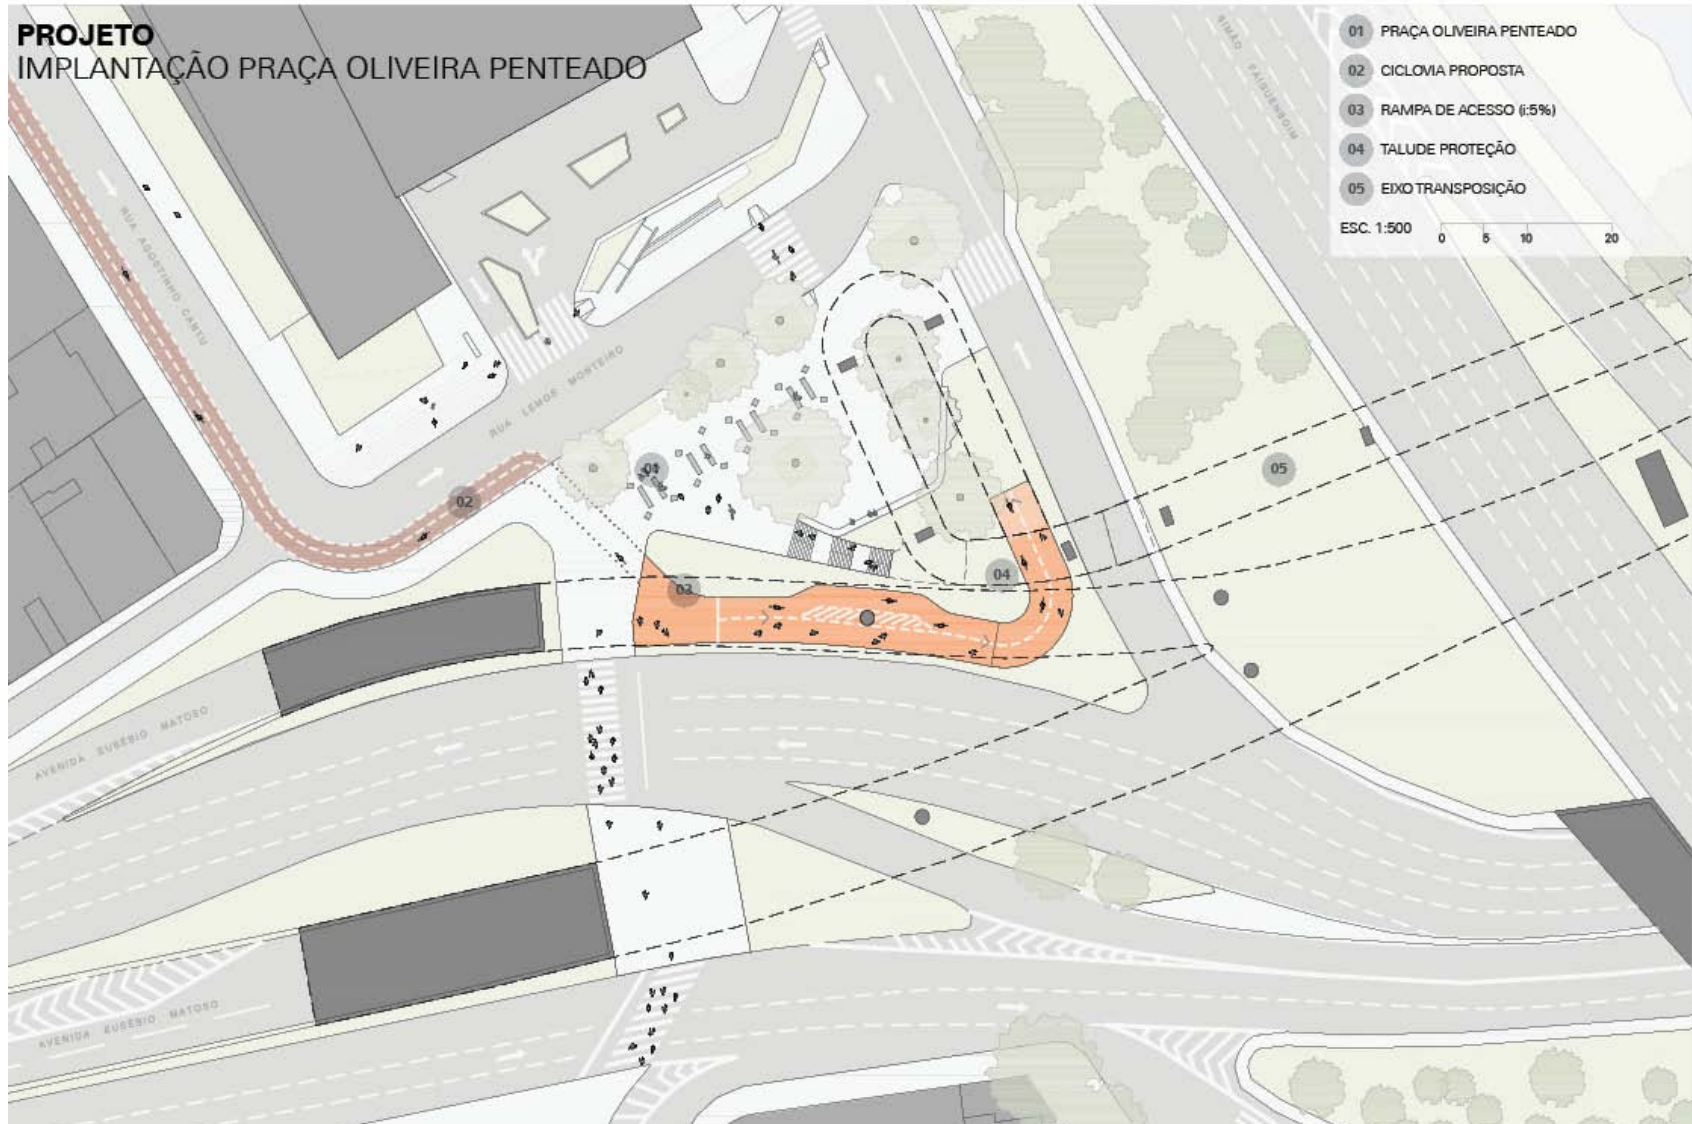 PROJETO
IMPLANTAÇÃO PRAÇA OLIVEIRA PENTEADO
01 PRAÇA OLIVEIRA PENTEADO
02 CICLOVIA PROPOSTA
03 RAMPA DE ACESSO (i:5%)
04 TALUDE PROTEÇÃO
05 EIXO TRANSPOSIÇÃO
ESC. 1:500
0 5 10 20
SIMÃO FAIGUENBOIM
RUA AGOSTINHO CANTU
RUA LEMOS MONTEIRO
01
02
03
04
05
AVENIDA EUSÉBIO MATOSO
AVENIDA EUSÉBIO MATOSO